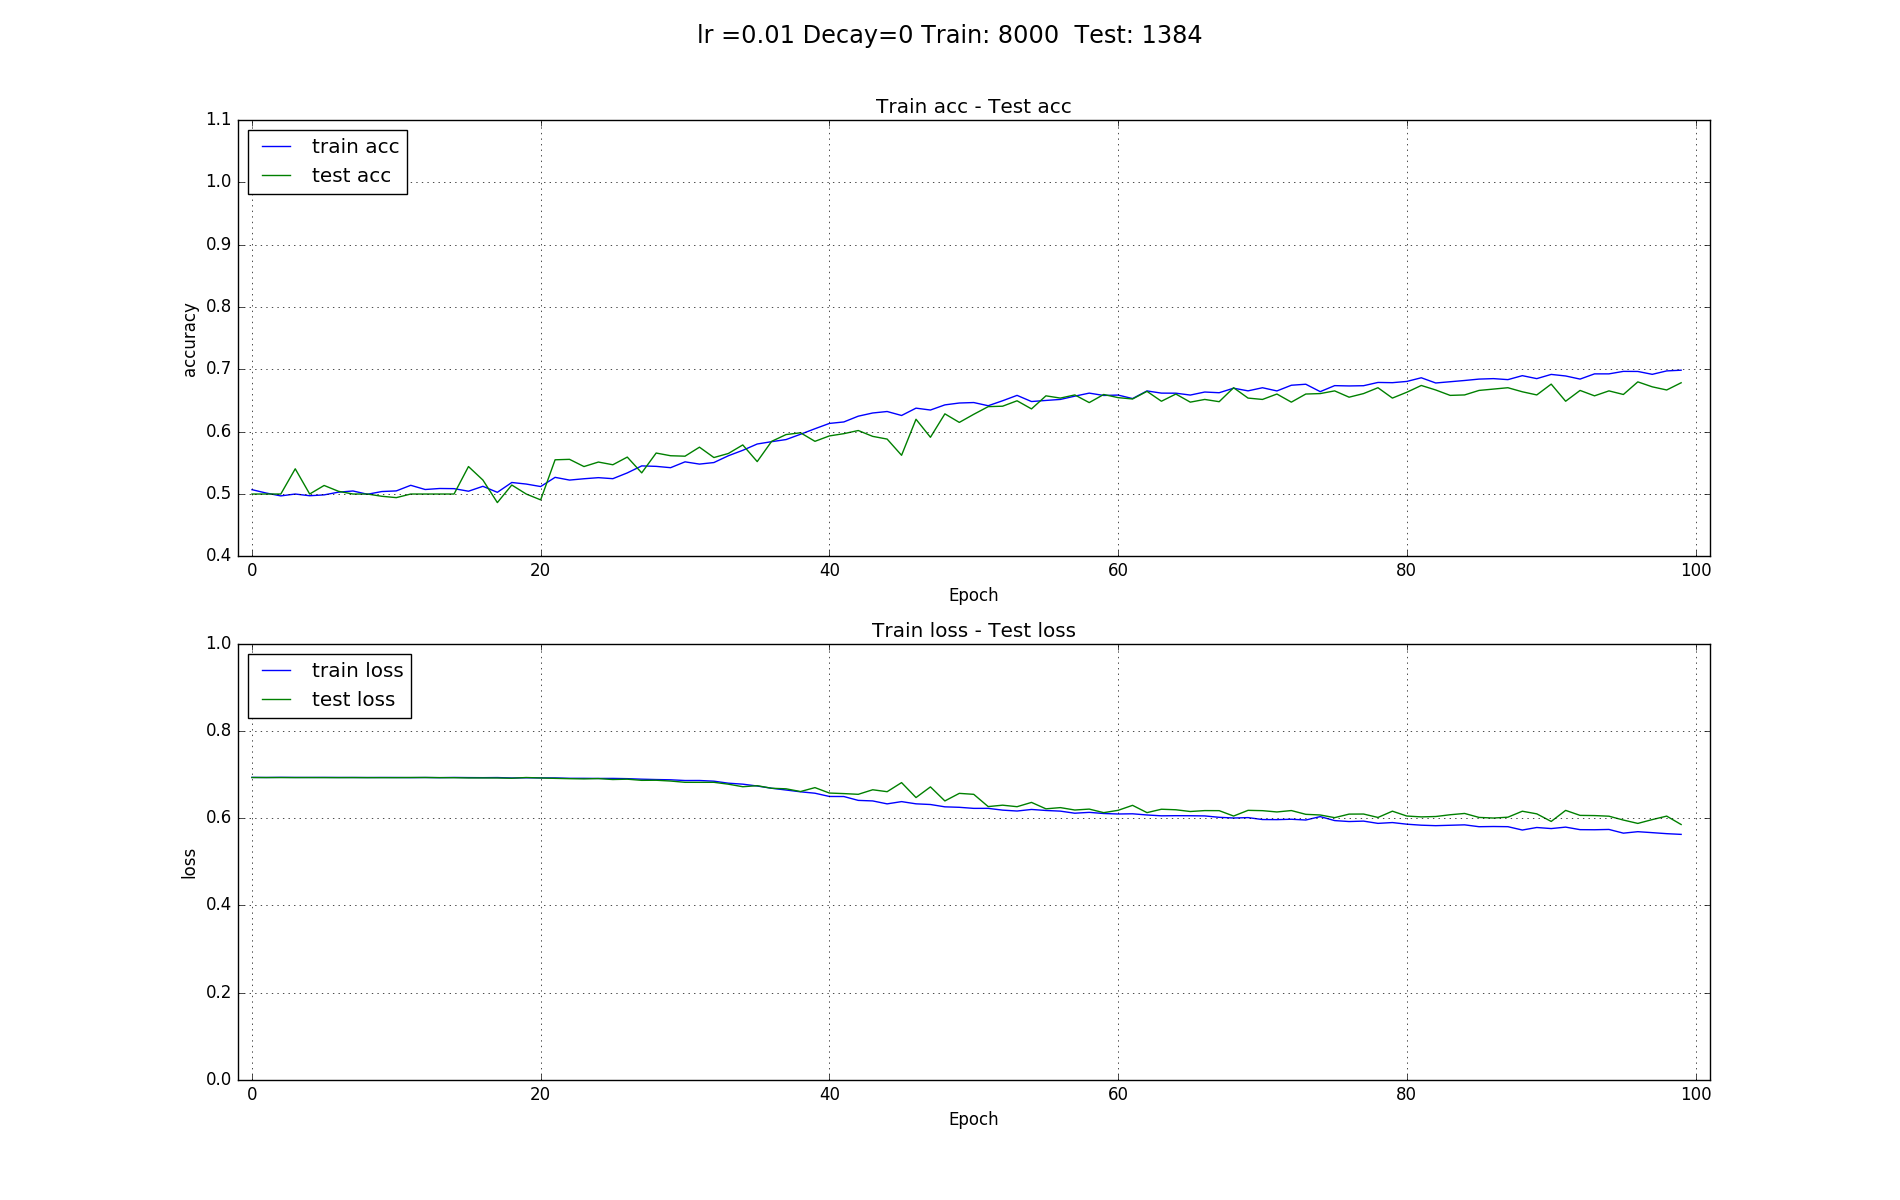 lr =0.01 Decay=0 Train: 8000  Test: 1384
Train acc - Test acc
1.1
1.0
0.9
0.8
0.7
0.6
0.5
0.4
accuracy
train acc
test acc
0 20 40 60 80 100
Epoch
Train loss - Test loss
1.0
0.8
0.6
0.4
0.2
0.0
loss
train loss
test loss
0 20 40 60 80 100
Epoch